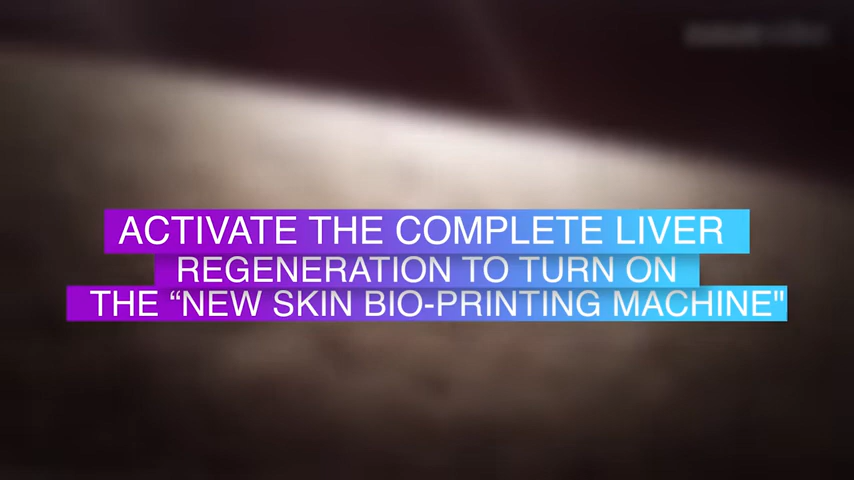 ACTIVATE THE COMPLETE LIVER
REGENERATION TO TURN ON
THE “NEW SKIN BIO-PRINTING MACHINE"